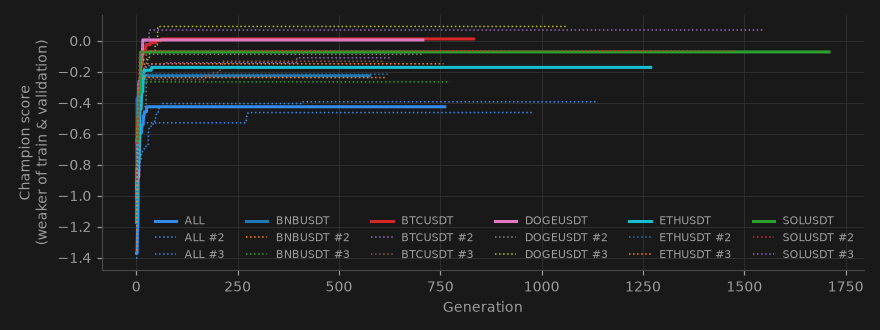 Champion score
(weaker of train & validation)
0.0
−0.2
−0.4
−0.6
−0.8
−1.0
−1.2
−1.4
ALL BNBUSDT BTCUSDT DOGEUSDT ETHUSDT SOLUSDT
ALL #2 BNBUSDT #2 BTCUSDT #2 DOGEUSDT #2 ETHUSDT #2 SOLUSDT #2
ALL #3 BNBUSDT #3 BTCUSDT #3 DOGEUSDT #3 ETHUSDT #3 SOLUSDT #3
0 250 500 750 1000 1250 1500 1750
Generation